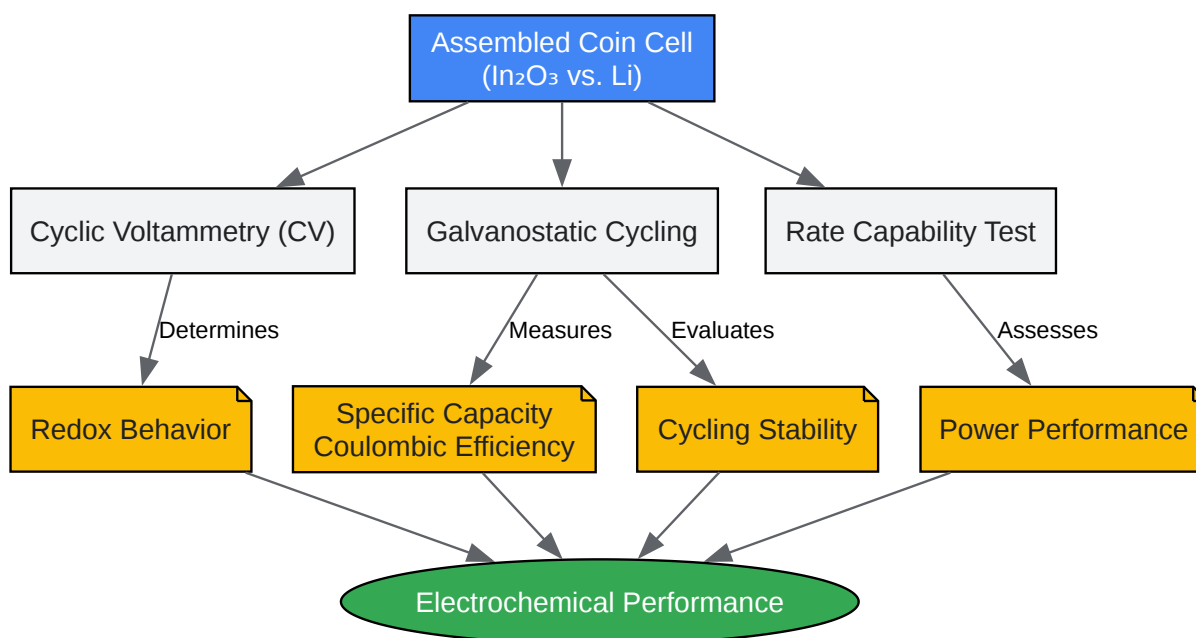 Assembled Coin Cell
(In₂O₃ vs. Li)
Cyclic Voltammetry (CV)
Galvanostatic Cycling
Rate Capability Test
Determines
Measures
Evaluates
Assesses
Redox Behavior
Specific Capacity
Coulombic Efficiency
Cycling Stability
Power Performance
Electrochemical Performance